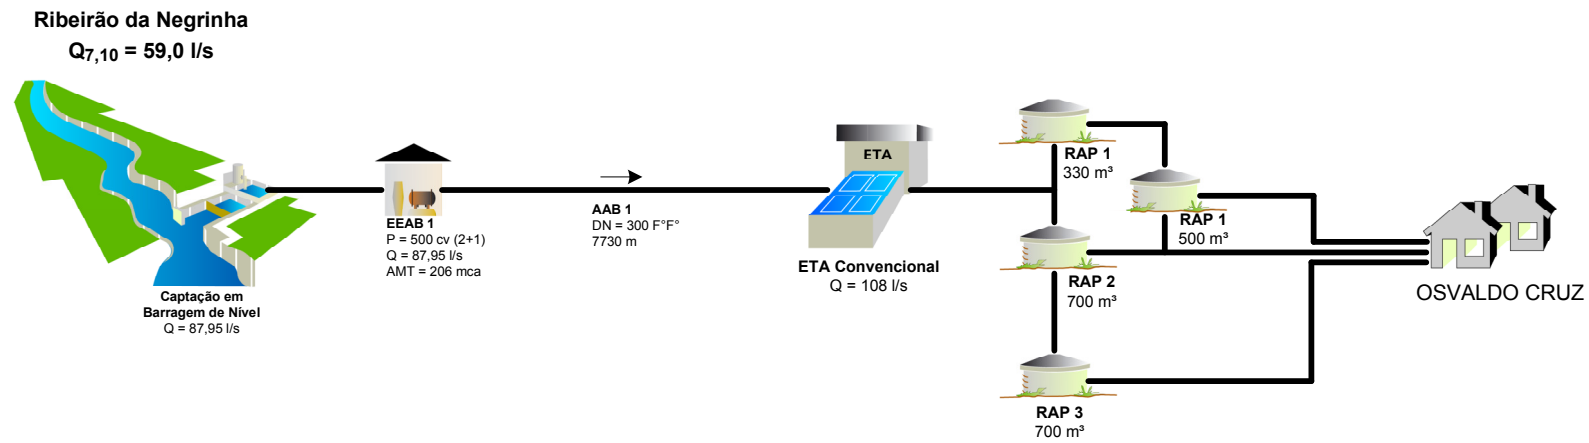 Ribeirão da Negrinha
Q7,10 = 59,0 l/s
Captação em
Barragem de Nível
Q = 87,95 l/s
EEAB 1
P = 500 cv (2+1)
Q = 87,95 l/s
AMT = 206 mca
AAB 1
DN = 300 F°F°
7730 m
ETA
ETA Convencional
Q = 108 l/s
RAP 1
330 m³
RAP 1
500 m³
RAP 2
700 m³
RAP 3
700 m³
OSVALDO CRUZ